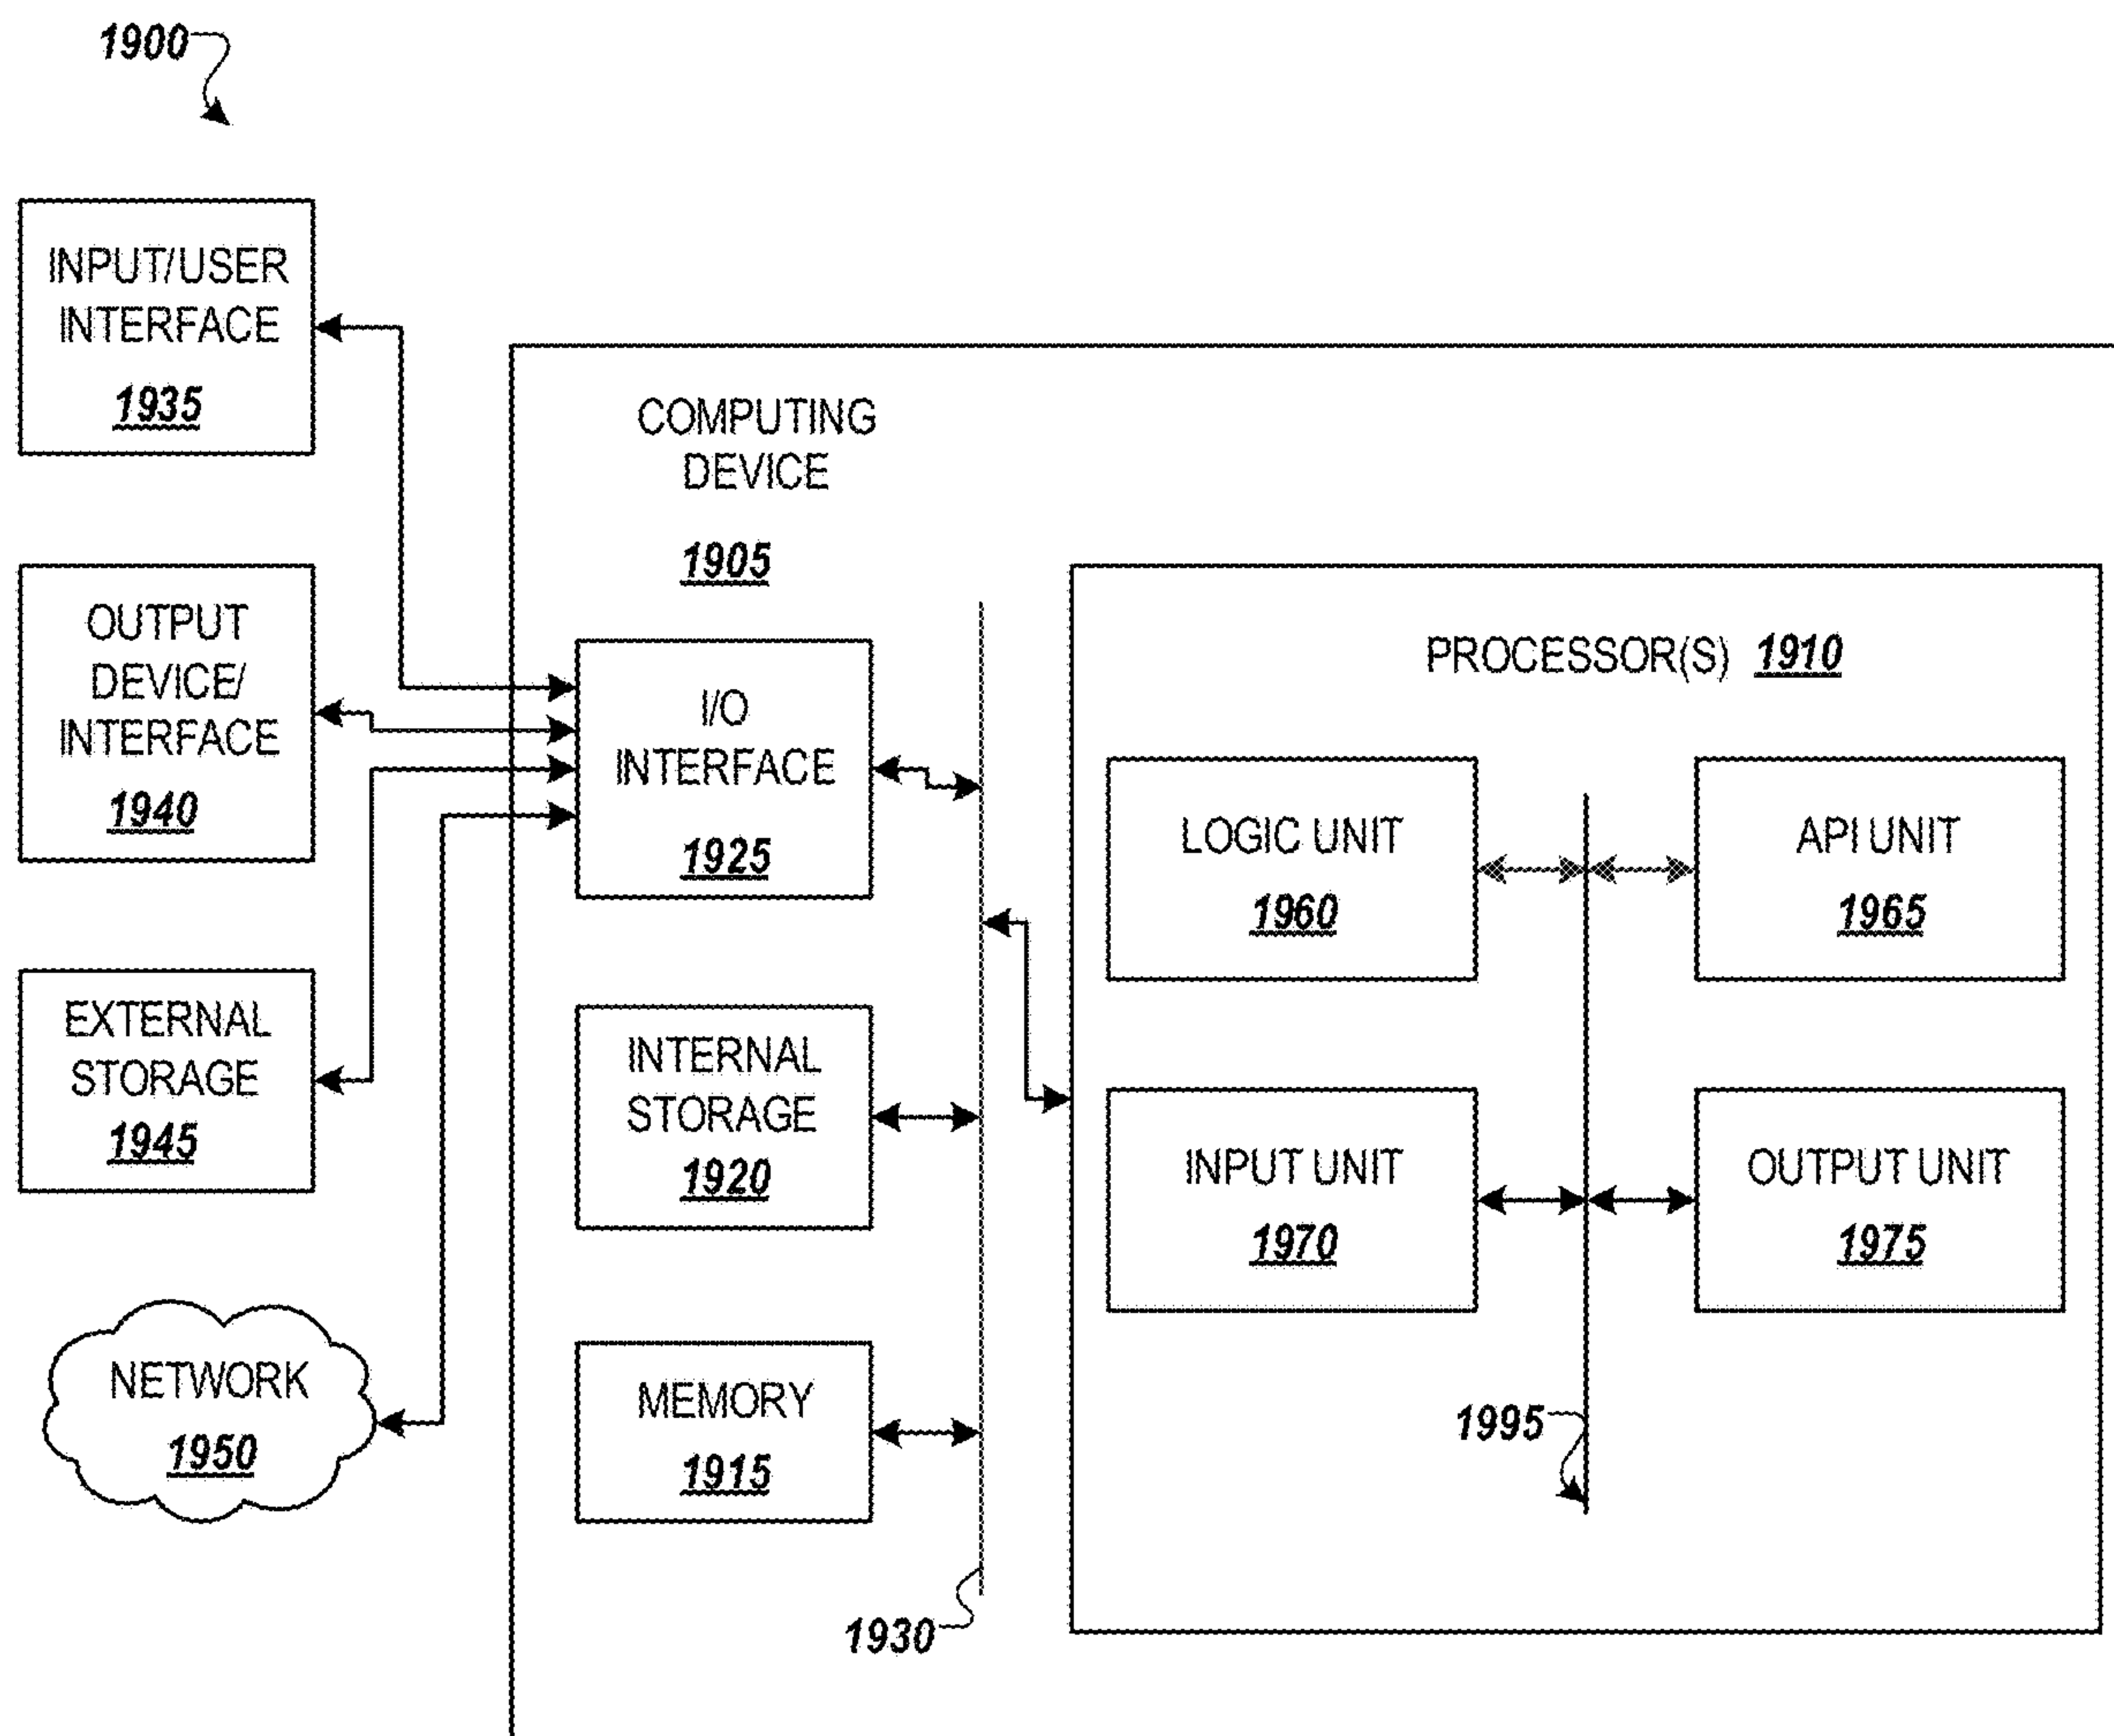 1900
INPUT/USER
INTERFACE
1935
OUTPUT
DEVICE/
INTERFACE
1940
EXTERNAL
STORAGE
1945
NETWORK
1950
COMPUTING
DEVICE
1905
I/O
INTERFACE
1925
INTERNAL
STORAGE
1920
MEMORY
1915
1930
PROCESSOR(S) 1910
LOGIC UNIT
1960
API UNIT
1965
INPUT UNIT
1970
OUTPUT UNIT
1975
1995